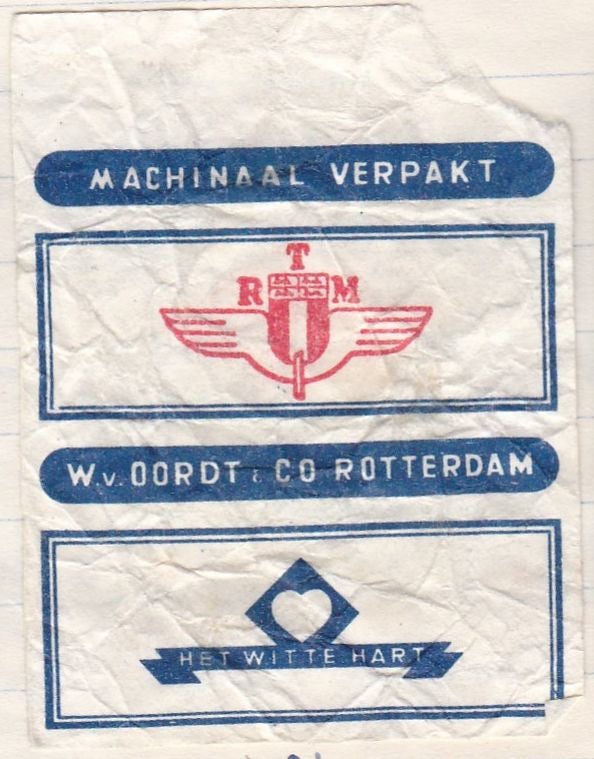 MACHINAAL VERPAKT
T
R M
W.v. OORDT & CO ROTTERDAM
HET WITTE HART